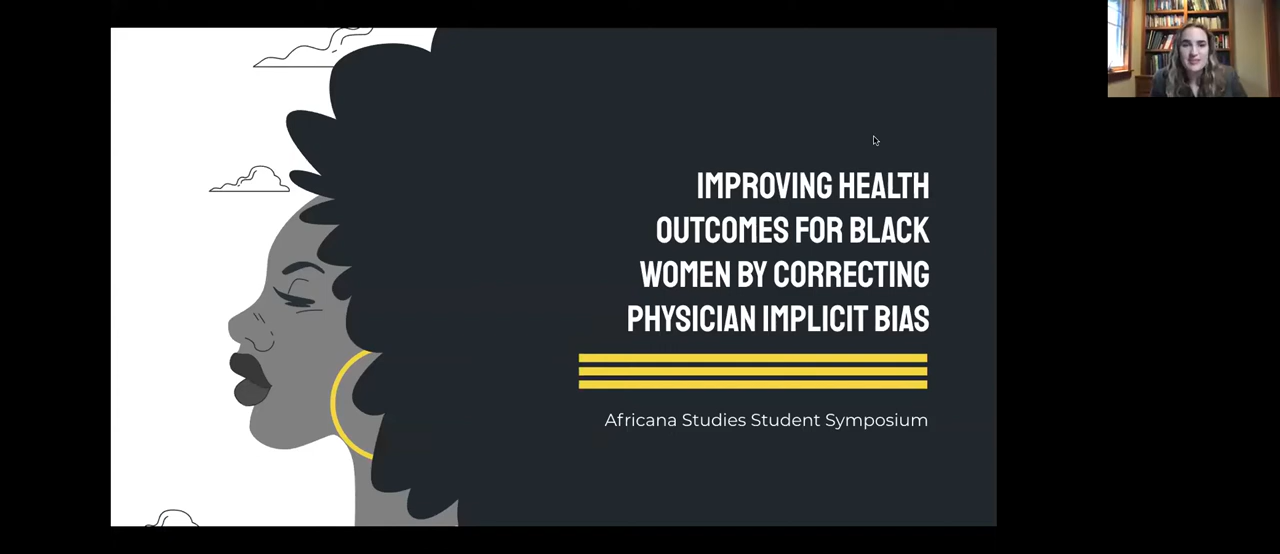 IMPROVING HEALTH
OUTCOMES FOR BLACK
WOMEN BY CORRECTING
PHYSICIAN IMPLICIT BIAS
Africana Studies Student Symposium